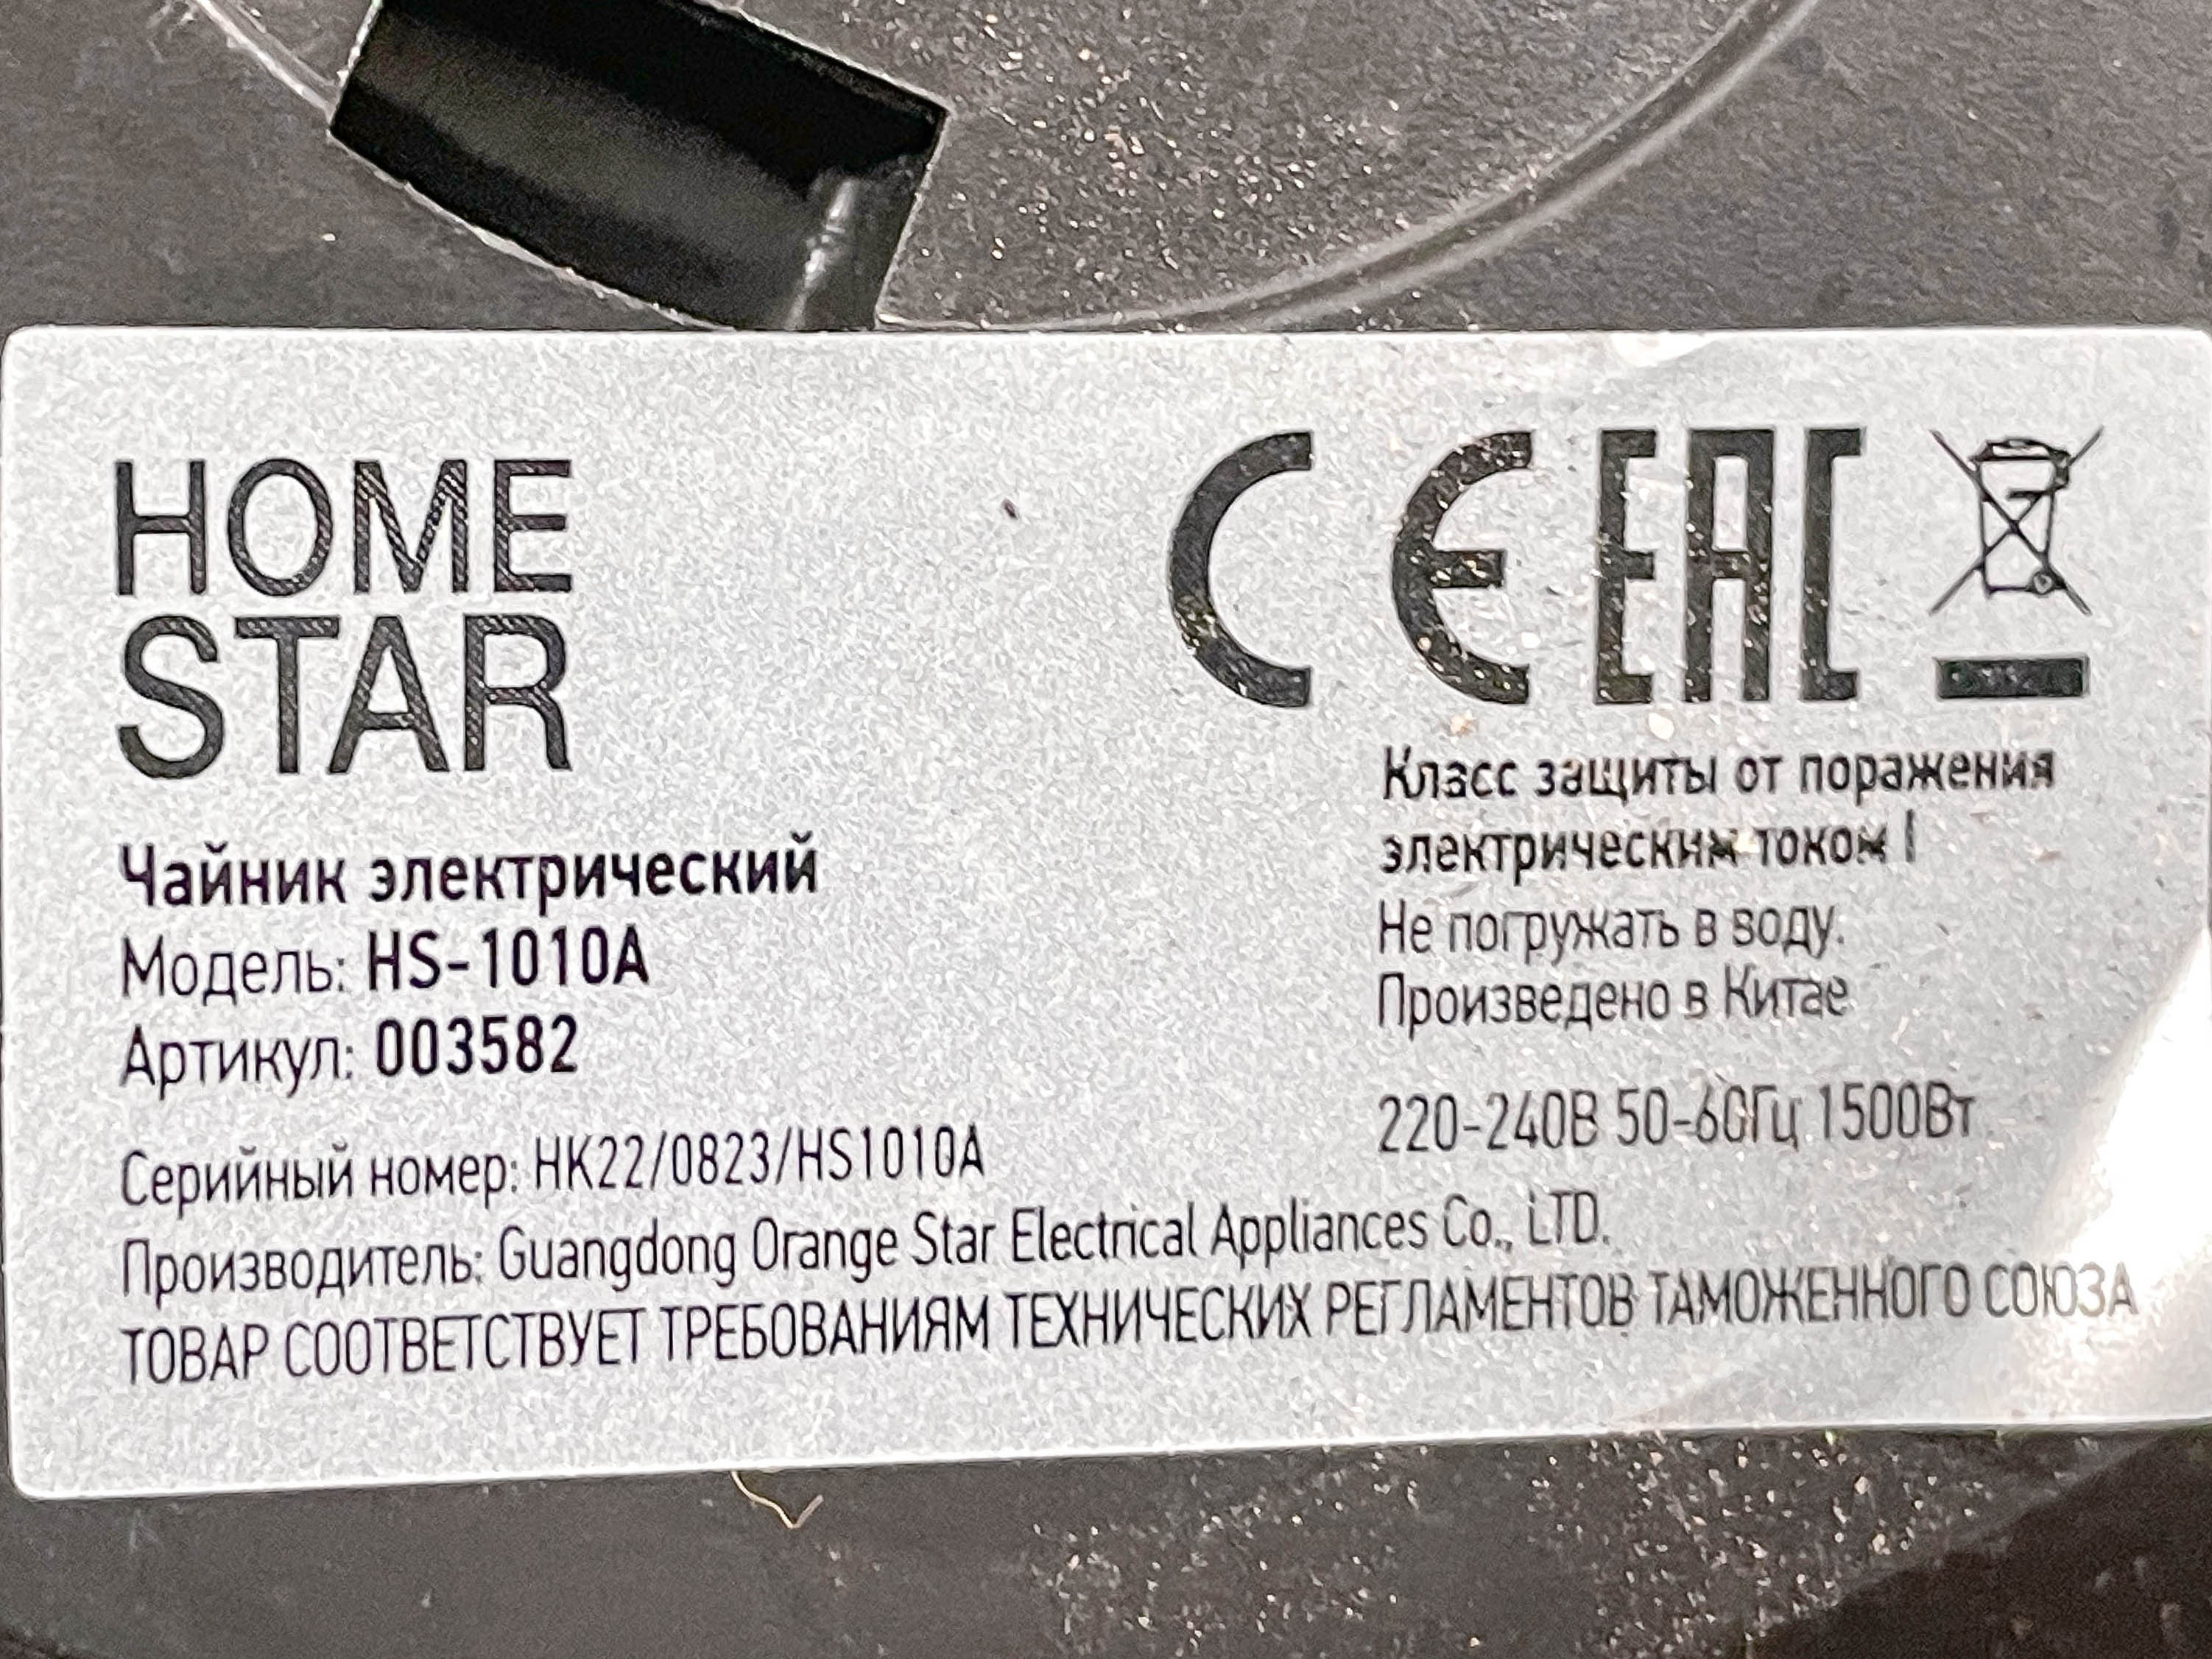 HOME
STAR
CE EAC
Чайник электрический
Модель: HS-1010A
Артикул: 003582
Серийный номер: HK22/0823/HS1010A
Класс защиты от поражения
электрическим током I
Не погружать в воду.
Произведено в Китае
220-240В 50-60Гц 1500Вт
Производитель: Guangdong Orange Star Electrical Appliances Co., LTD.
ТОВАР СООТВЕТСТВУЕТ ТРЕБОВАНИЯМ ТЕХНИЧЕСКИХ РЕГЛАМЕНТОВ ТАМОЖЕННОГО СОЮЗА